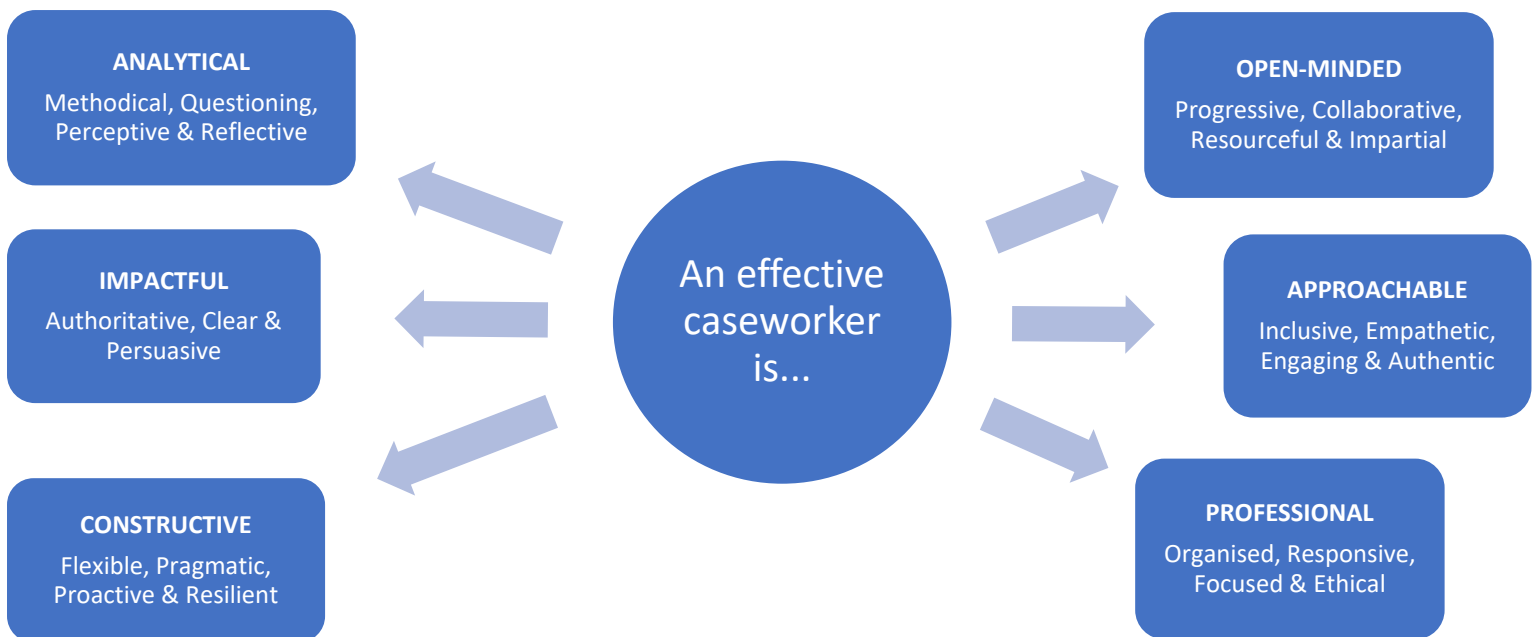 ANALYTICAL
Methodical, Questioning,
Perceptive & Reflective
IMPACTFUL
Authoritative, Clear &
Persuasive
CONSTRUCTIVE
Flexible, Pragmatic,
Proactive & Resilient
An effective
caseworker
is...
OPEN-MINDED
Progressive, Collaborative,
Resourceful & Impartial
APPROACHABLE
Inclusive, Empathetic,
Engaging & Authentic
PROFESSIONAL
Organised, Responsive,
Focused & Ethical